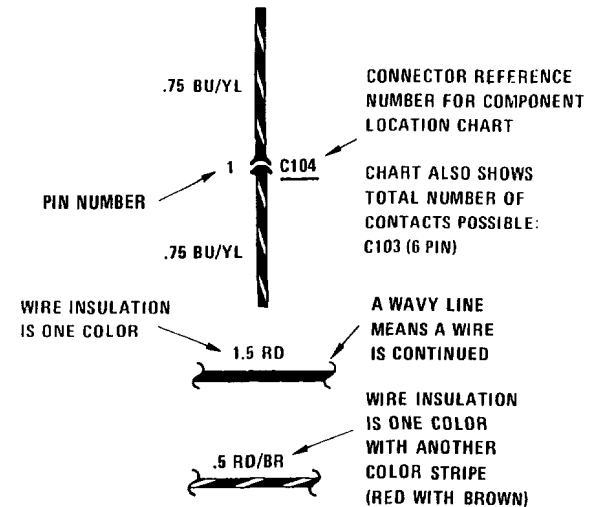 .75 BU/YL
CONNECTOR REFERENCE
NUMBER FOR COMPONENT
LOCATION CHART
1
C104
CHART ALSO SHOWS
TOTAL NUMBER OF
CONTACTS POSSIBLE:
C103 (6 PIN)
PIN NUMBER
.75 BU/YL
WIRE INSULATION
IS ONE COLOR
A WAVY LINE
MEANS A WIRE
IS CONTINUED
1.5 RD
WIRE INSULATION
IS ONE COLOR
WITH ANOTHER
COLOR STRIPE
(RED WITH BROWN)
.5 RD/BR